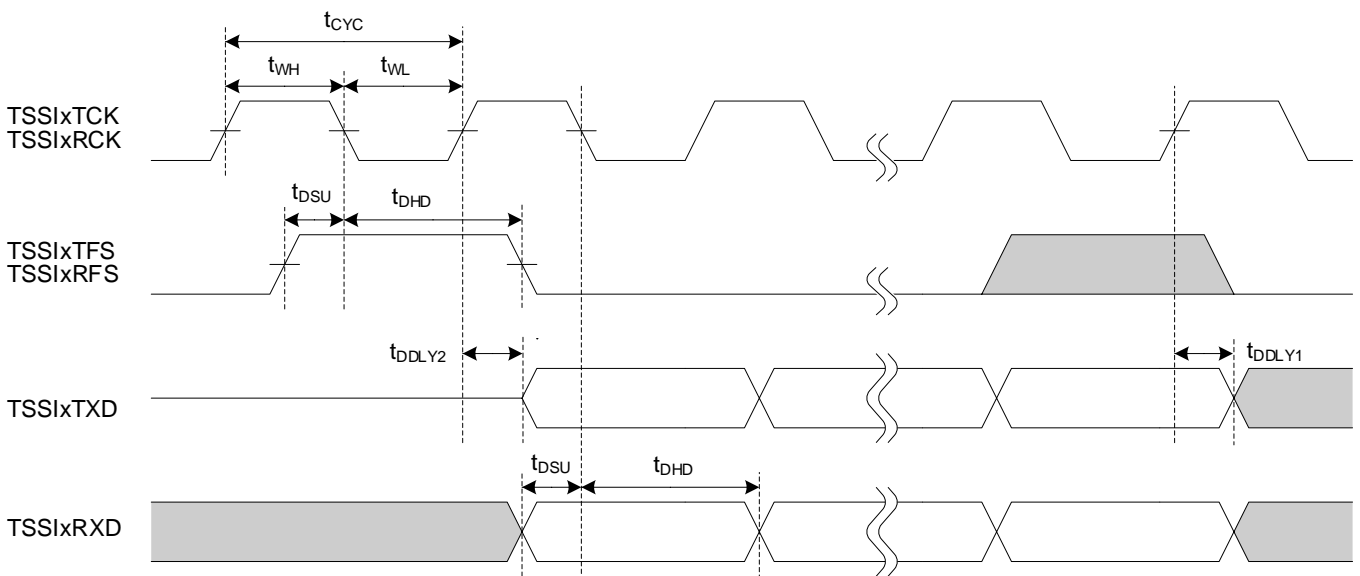 tCYC
tWH
tWL
TSSIxTCK
TSSIxRCK
tDSU
tDHD
TSSIxTFS
TSSIxRFS
tDDLY2
tDDLY1
TSSIxTXD
tDSU
tDHD
TSSIxRXD